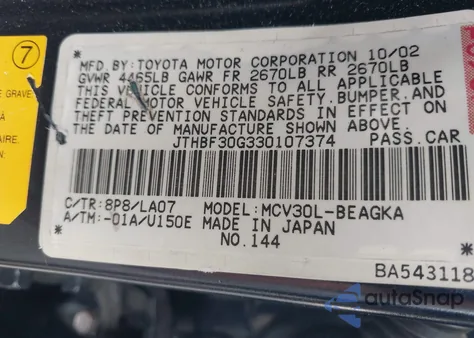 7
MFD.BY:TOYOTA MOTOR CORPORATION 10/02
GVWR 4465LB GAWR FR 2670LB RR 2670LB
THIS VEHICLE CONFORMS TO ALL APPLICABLE
FEDERAL MOTOR VEHICLE SAFETY,BUMPER,AND
THEFT PREVENTION STANDARDS IN EFFECT ON
THE DATE OF MANUFACTURE SHOWN ABOVE.
JTHBF30G330107374 PASS.CAR
C/TR:8P8/LA07 MODEL:MCV30L-BEAGKA
A/TM:-01A/U150E MADE IN JAPAN
NO.144
BA543118
E GRAVE
À
14.
autoSnap